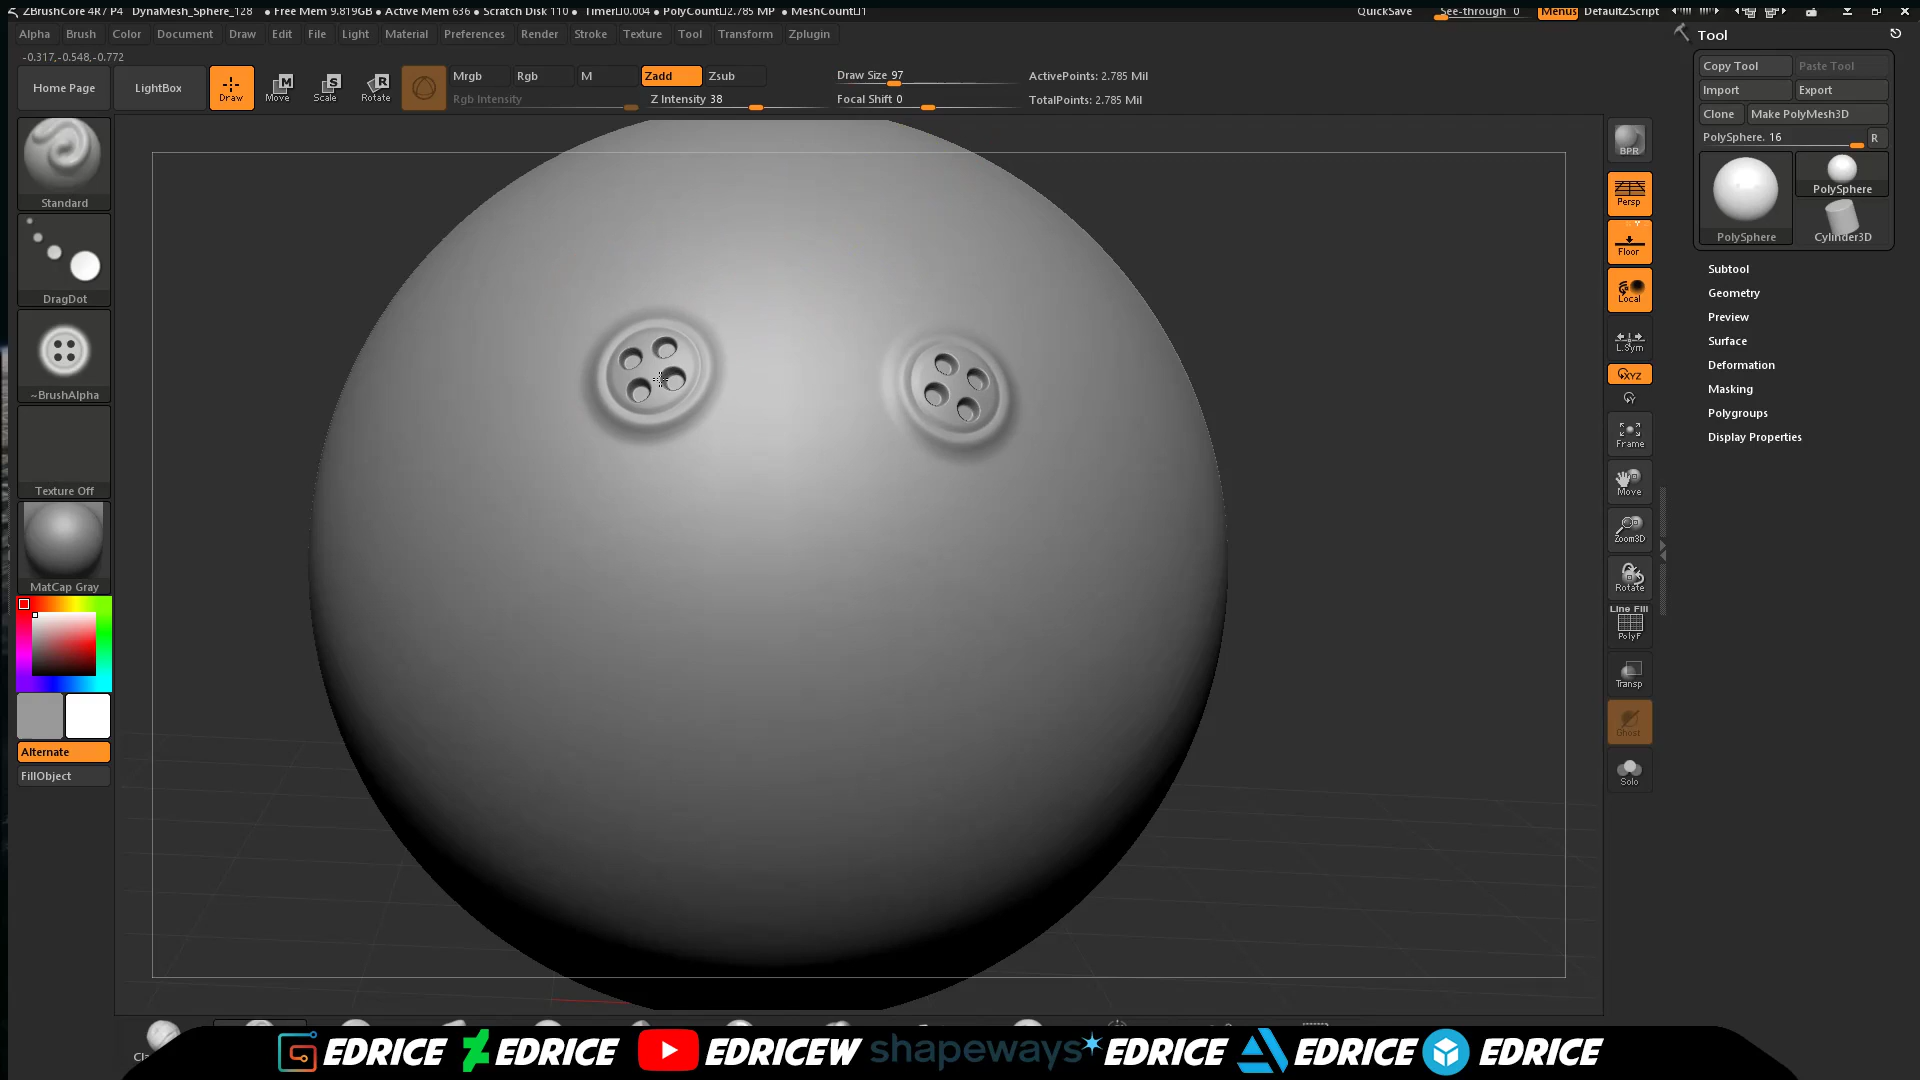 ZBrushCore 4R7 P4 DynaMesh_Sphere_128 • Free Mem 9.819GB • Active Mem 636 • Scratch Disk 110 • Timer▯0.004 • PolyCount▯2.785 MP • MeshCount▯1 QuickSave See-through 0 Menus DefaultZScript
Alpha Brush Color Document Draw Edit File Light Material Preferences Render Stroke Texture Tool Transform Zplugin
-0.317,-0.548,-0.772
Home Page LightBox Draw Move Scale Rotate
Mrgb Rgb M Zadd Zsub Draw Size 97 ActivePoints: 2.785 Mil
Rgb Intensity Z Intensity 38 Focal Shift 0 TotalPoints: 2.785 Mil
Standard
DragDot
~BrushAlpha
Texture Off
MatCap Gray
Alternate
FillObject
BPR
Persp
Floor
Local
L.Sym
XYZ
Y
Frame
Move
Zoom3D
Rotate
Line Fill
PolyF
Transp
Ghost
Solo
Tool
Copy Tool Paste Tool
Import Export
Clone Make PolyMesh3D
PolySphere. 16 R
PolySphere
PolySphere Cylinder3D
Subtool
Geometry
Preview
Surface
Deformation
Masking
Polygroups
Display Properties
EDRICE EDRICE EDRICEW shapeways* EDRICE EDRICE EDRICE